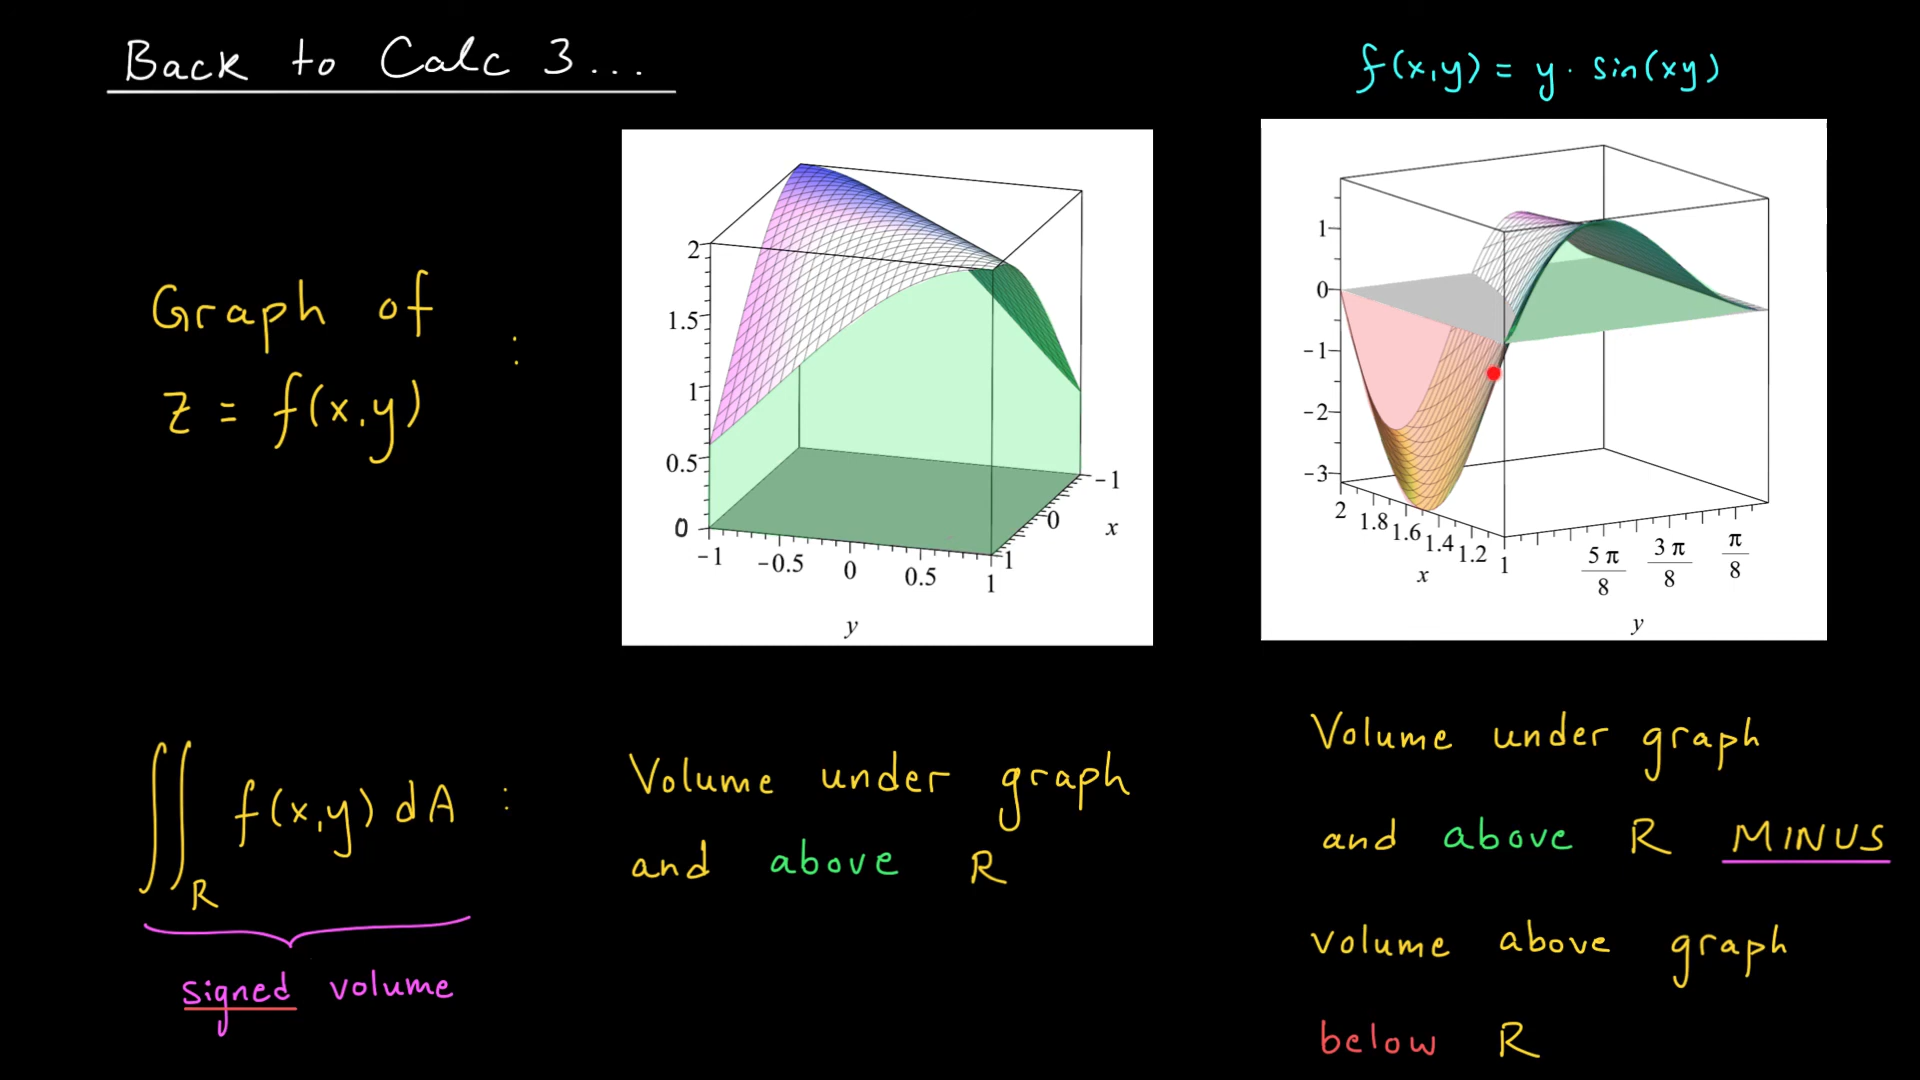 Back to Calc 3...
f(x,y) = y · sin(xy)
Graph of
z = f(x,y) :
2
1.5
1
0.5
0
−1
−0.5
0
0.5
1
y
−1
0
1
x
1
0
−1
−2
−3
2
1.8
1.6
1.4
1.2
1
x
5 π
8
3 π
8
π
8
y
∬_R f(x,y) dA :
signed volume
Volume under graph
and above R
Volume under graph
and above R MINUS
volume above graph
below R